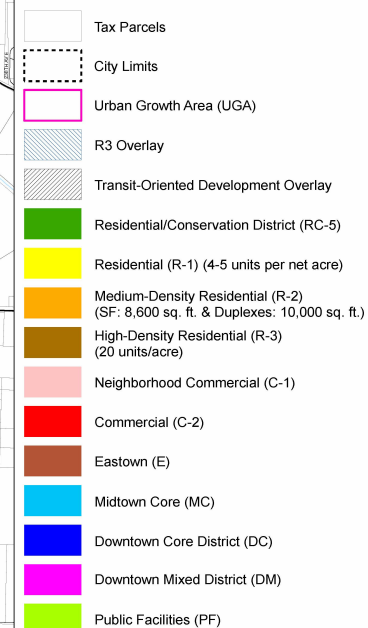 Tax Parcels
City Limits
Urban Growth Area (UGA)
R3 Overlay
Transit-Oriented Development Overlay
Residential/Conservation District (RC-5)
Residential (R-1) (4-5 units per net acre)
Medium-Density Residential (R-2)
(SF: 8,600 sq. ft. & Duplexes: 10,000 sq. ft.)
High-Density Residential (R-3)
(20 units/acre)
Neighborhood Commercial (C-1)
Commercial (C-2)
Eastown (E)
Midtown Core (MC)
Downtown Core District (DC)
Downtown Mixed District (DM)
Public Facilities (PF)